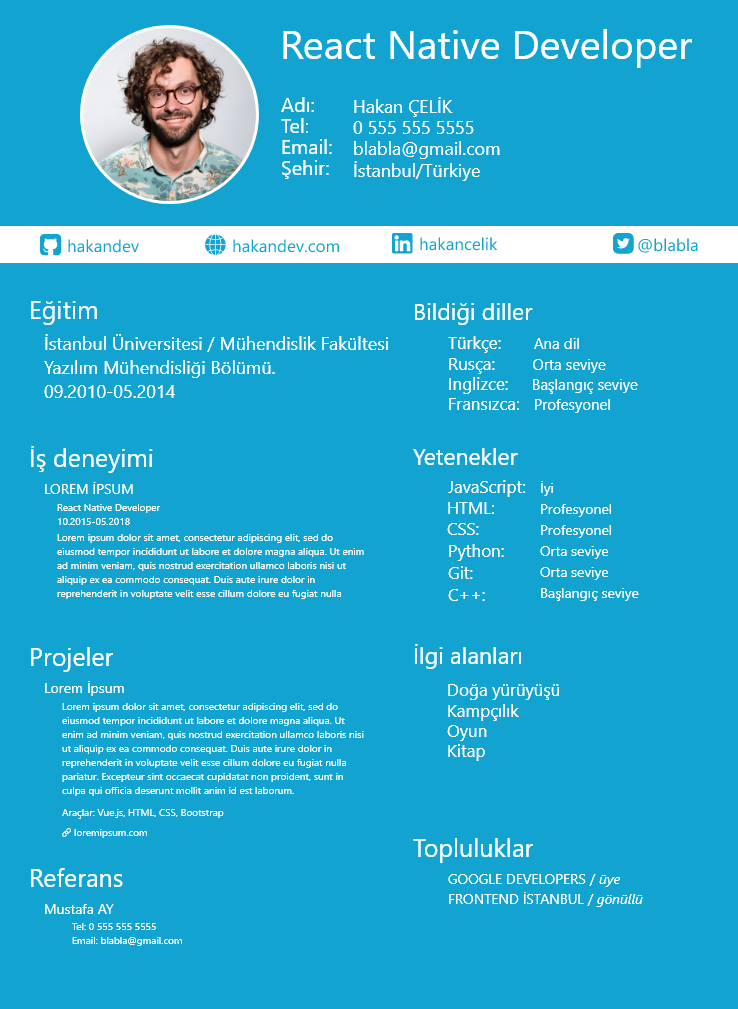 React Native Developer
Adı: Hakan ÇELİK
Tel: 0 555 555 5555
Email: blabla@gmail.com
Şehir: İstanbul/Türkiye
hakandev
hakandev.com
hakancelik
@blabla
Eğitim
İstanbul Üniversitesi / Mühendislik Fakültesi
Yazılım Mühendisliği Bölümü.
09.2010-05.2014
İş deneyimi
LOREM İPSUM
React Native Developer
10.2015-05.2018
Lorem ipsum dolor sit amet, consectetur adipiscing elit, sed do
eiusmod tempor incididunt ut labore et dolore magna aliqua. Ut enim
ad minim veniam, quis nostrud exercitation ullamco laboris nisi ut
aliquip ex ea commodo consequat. Duis aute irure dolor in
reprehenderit in voluptate velit esse cillum dolore eu fugiat nulla
Projeler
Lorem İpsum
Lorem ipsum dolor sit amet, consectetur adipiscing elit, sed do
eiusmod tempor incididunt ut labore et dolore magna aliqua. Ut
enim ad minim veniam, quis nostrud exercitation ullamco laboris nisi
ut aliquip ex ea commodo consequat. Duis aute irure dolor in
reprehenderit in voluptate velit esse cillum dolore eu fugiat nulla
pariatur. Excepteur sint occaecat cupidatat non proident, sunt in
culpa qui officia deserunt mollit anim id est laborum.
Araçlar: Vue.js, HTML, CSS, Bootstrap
loremipsum.com
Referans
Mustafa AY
Tel: 0 555 555 5555
Email: blabla@gmail.com
Bildiği diller
Türkçe: Ana dil
Rusça: Orta seviye
Inglizce: Başlangıç seviye
Fransızca: Profesyonel
Yetenekler
JavaScript: İyi
HTML: Profesyonel
CSS: Profesyonel
Python: Orta seviye
Git: Orta seviye
C++: Başlangıç seviye
İlgi alanları
Doğa yürüyüşü
Kampçılık
Oyun
Kitap
Topluluklar
GOOGLE DEVELOPERS / üye
FRONTEND İSTANBUL / gönüllü